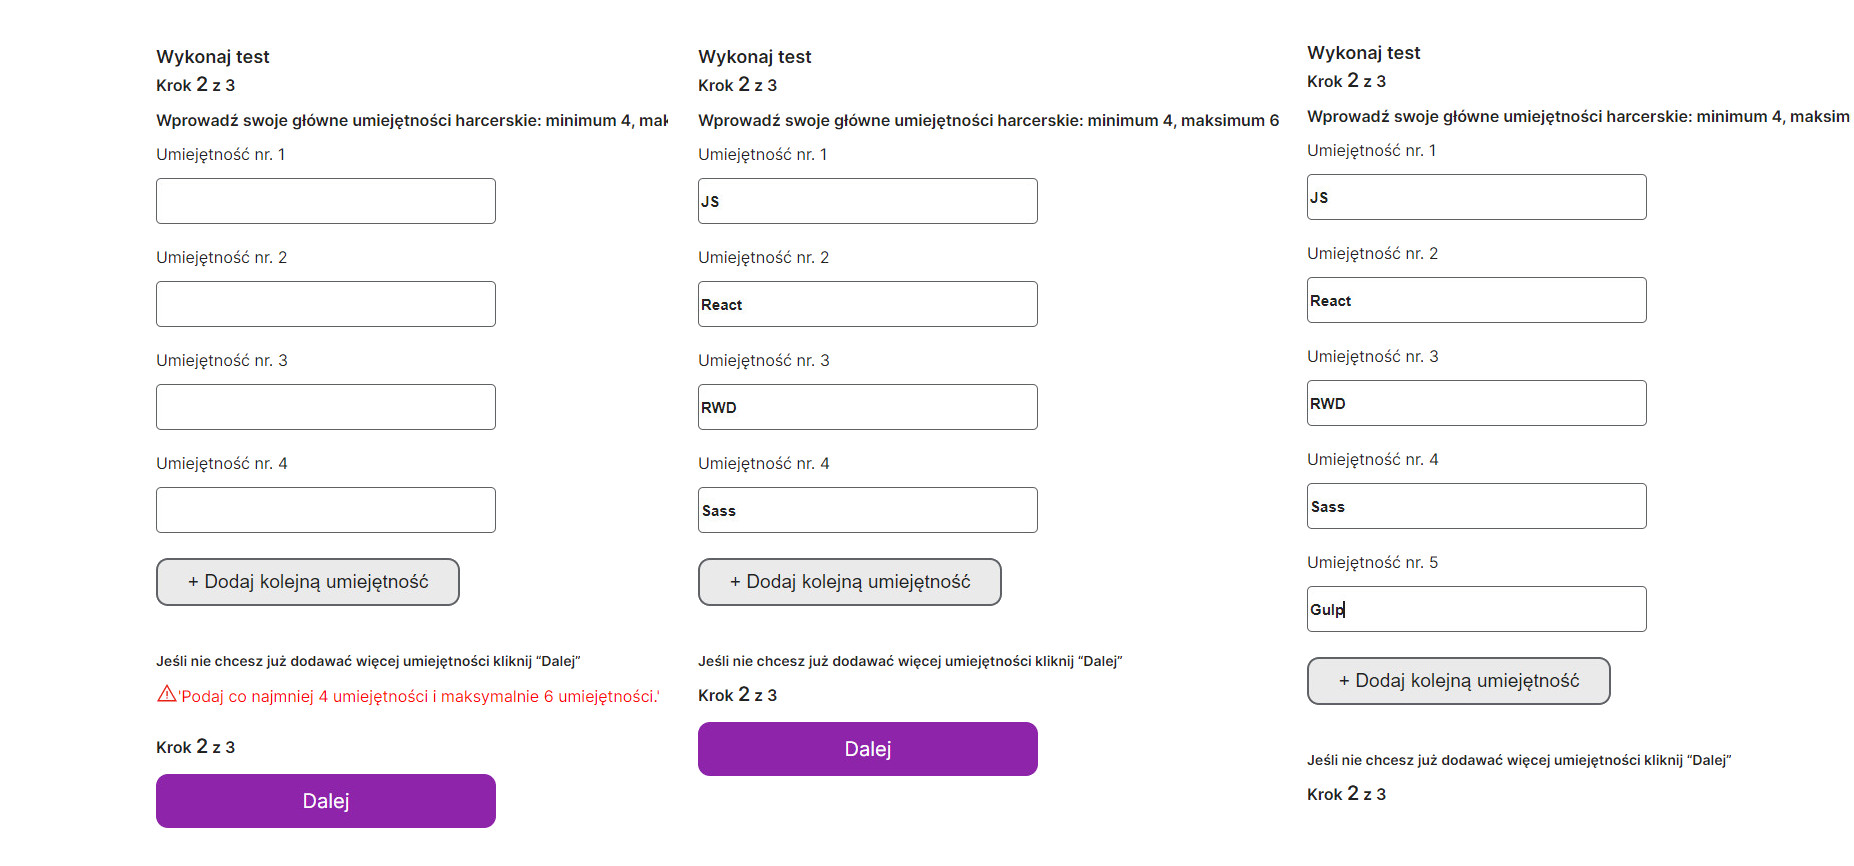 Wykonaj test
Krok 2 z 3
Wprowadź swoje główne umiejętności harcerskie: minimum 4, mak
Umiejętność nr. 1
Umiejętność nr. 2
Umiejętność nr. 3
Umiejętność nr. 4
+ Dodaj kolejną umiejętność
Jeśli nie chcesz już dodawać więcej umiejętności kliknij “Dalej”
'Podaj co najmniej 4 umiejętności i maksymalnie 6 umiejętności.'
Krok 2 z 3
Dalej
Wykonaj test
Krok 2 z 3
Wprowadź swoje główne umiejętności harcerskie: minimum 4, maksimum 6
Umiejętność nr. 1
JS
Umiejętność nr. 2
React
Umiejętność nr. 3
RWD
Umiejętność nr. 4
Sass
+ Dodaj kolejną umiejętność
Jeśli nie chcesz już dodawać więcej umiejętności kliknij “Dalej”
Krok 2 z 3
Dalej
Wykonaj test
Krok 2 z 3
Wprowadź swoje główne umiejętności harcerskie: minimum 4, maksim
Umiejętność nr. 1
JS
Umiejętność nr. 2
React
Umiejętność nr. 3
RWD
Umiejętność nr. 4
Sass
Umiejętność nr. 5
Gulp
+ Dodaj kolejną umiejętność
Jeśli nie chcesz już dodawać więcej umiejętności kliknij “Dalej”
Krok 2 z 3